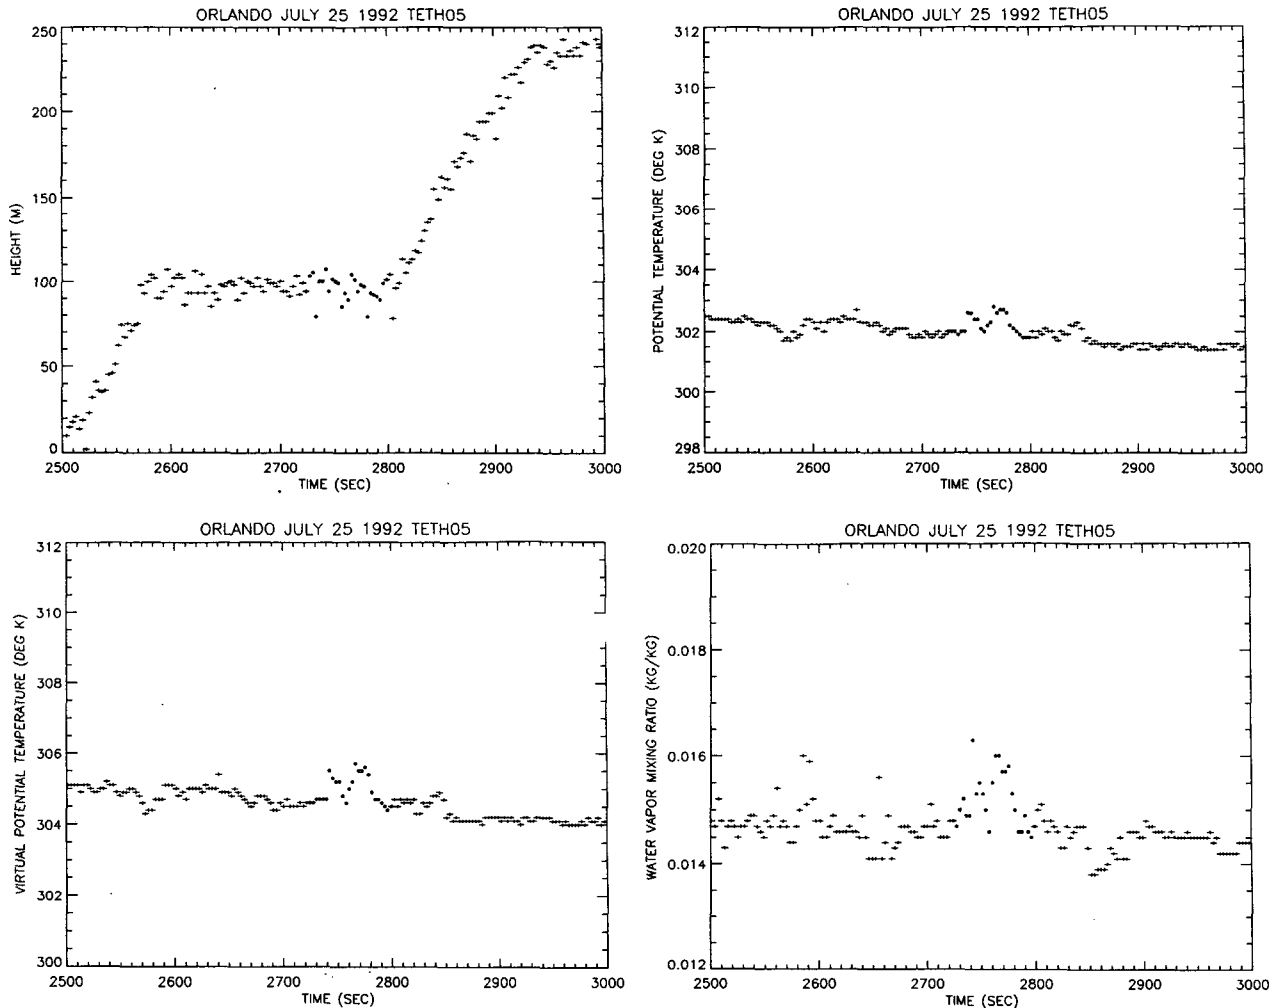 ORLANDO JULY 25 1992 TETH05
HEIGHT (M)
250
200
150
100
50
0
2500 2600 2700 2800 2900 3000
TIME (SEC)
ORLANDO JULY 25 1992 TETH05
POTENTIAL TEMPERATURE (DEG K)
312
310
308
306
304
302
300
298
2500 2600 2700 2800 2900 3000
TIME (SEC)
ORLANDO JULY 25 1992 TETH05
VIRTUAL POTENTIAL TEMPERATURE (DEG K)
312
310
308
306
304
302
300
2500 2600 2700 2800 2900 3000
TIME (SEC)
ORLANDO JULY 25 1992 TETH05
WATER VAPOR MIXING RATIO (KG/KG)
0.020
0.018
0.016
0.014
0.012
2500 2600 2700 2800 2900 3000
TIME (SEC)